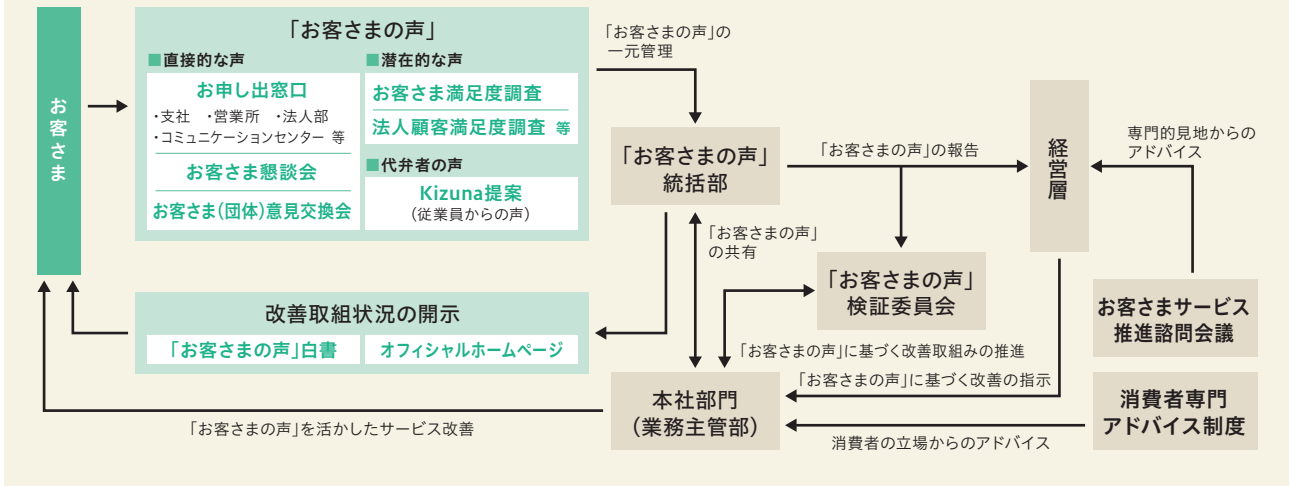 お客さま
「お客さまの声」
■直接的な声
お申し出窓口
・支社 ・営業所 ・法人部
・コミュニケーションセンター 等
お客さま懇談会
お客さま(団体)意見交換会
■潜在的な声
お客さま満足度調査
法人顧客満足度調査 等
■代弁者の声
Kizuna提案
(従業員からの声)
「お客さまの声」の
一元管理
「お客さまの声」
統括部
「お客さまの声」の報告
経営層
専門的見地からの
アドバイス
「お客さまの声」
の共有
「お客さまの声」
検証委員会
お客さまサービス
推進諮問会議
改善取組状況の開示
「お客さまの声」白書
オフィシャルホームページ
「お客さまの声」に基づく改善取組みの推進
「お客さまの声」に基づく改善の指示
本社部門
(業務主管部)
消費者専門
アドバイス制度
「お客さまの声」を活かしたサービス改善
消費者の立場からのアドバイス